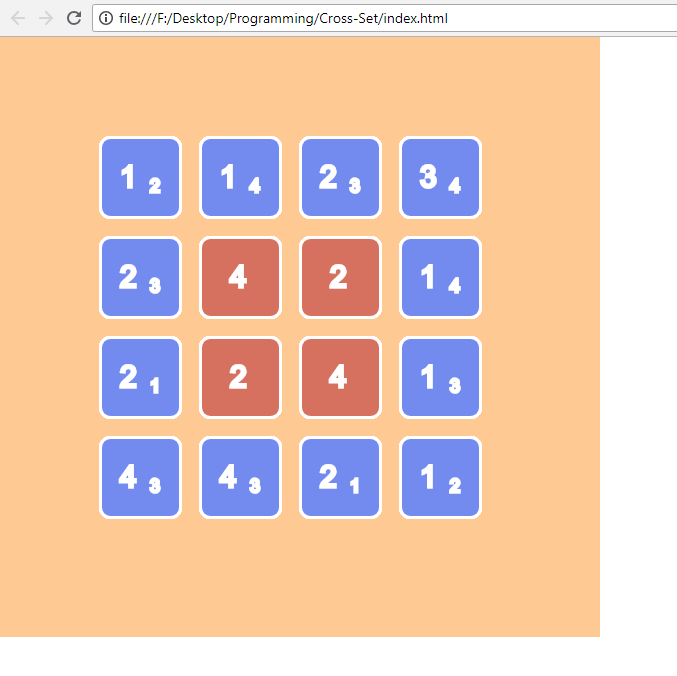 file:///F:/Desktop/Programming/Cross-Set/index.html
1 2 1 4 2 3 3 4
2 3 4 2 1 4
2 1 2 4 1 3
4 3 4 3 2 1 1 2